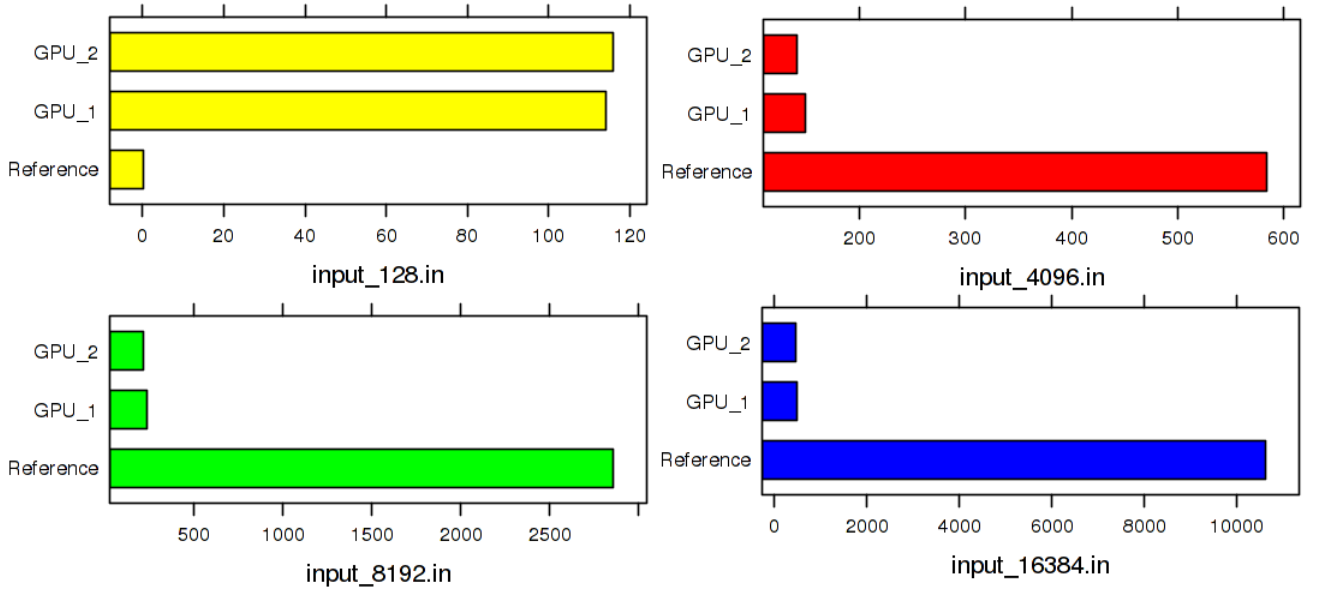 GPU_2
GPU_1
Reference
0 20 40 60 80 100 120
input_128.in
GPU_2
GPU_1
Reference
200 300 400 500 600
input_4096.in
GPU_2
GPU_1
Reference
500 1000 1500 2000 2500
input_8192.in
GPU_2
GPU_1
Reference
0 2000 4000 6000 8000 10000
input_16384.in